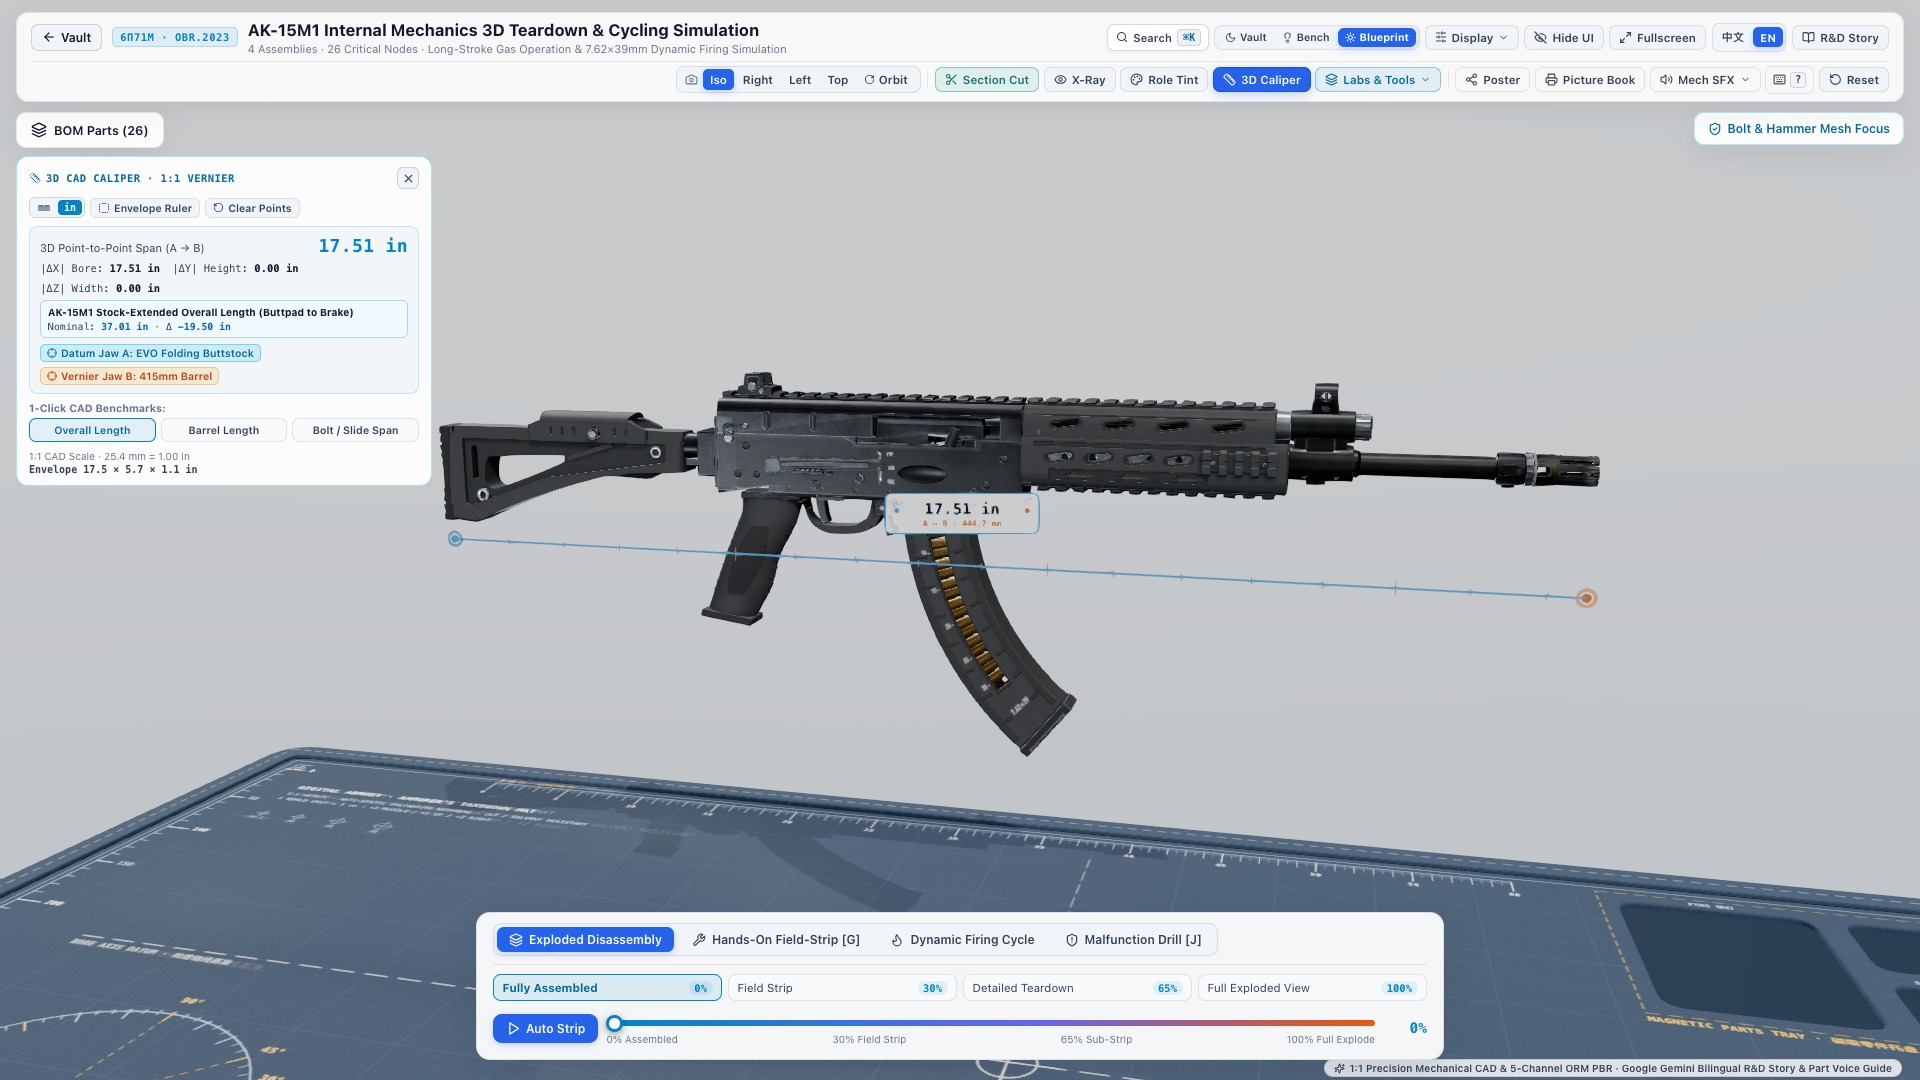 Vault
6П71М · OBR.2023
AK-15M1 Internal Mechanics 3D Teardown & Cycling Simulation
4 Assemblies · 26 Critical Nodes · Long-Stroke Gas Operation & 7.62×39mm Dynamic Firing Simulation
Search ⌘K
Vault Bench Blueprint
Display
Hide UI
Fullscreen
中文 EN
R&D Story
Iso Right Left Top Orbit
Section Cut
X-Ray
Role Tint
3D Caliper
Labs & Tools
Poster
Picture Book
Mech SFX
?
Reset
BOM Parts (26)
Bolt & Hammer Mesh Focus
3D CAD CALIPER · 1:1 VERNIER
mm in
Envelope Ruler
Clear Points
3D Point-to-Point Span (A → B) 17.51 in
|ΔX| Bore: 17.51 in |ΔY| Height: 0.00 in
|ΔZ| Width: 0.00 in
AK-15M1 Stock-Extended Overall Length (Buttpad to Brake)
Nominal: 37.01 in · Δ −19.50 in
Datum Jaw A: EVO Folding Buttstock
Vernier Jaw B: 415mm Barrel
1-Click CAD Benchmarks:
Overall Length
Barrel Length
Bolt / Slide Span
1:1 CAD Scale · 25.4 mm = 1.00 in
Envelope 17.5 × 5.7 × 1.1 in
17.51 in
A ↔ B · 444.7 mm
90°
45°
MAGNETIC PARTS TRAY ·
Exploded Disassembly
Hands-On Field-Strip [G]
Dynamic Firing Cycle
Malfunction Drill [J]
Fully Assembled 0%
Field Strip 30%
Detailed Teardown 65%
Full Exploded View 100%
Auto Strip
0%
0% Assembled
30% Field Strip
65% Sub-Strip
100% Full Explode
1:1 Precision Mechanical CAD & 5-Channel ORM PBR · Google Gemini Bilingual R&D Story & Part Voice Guide